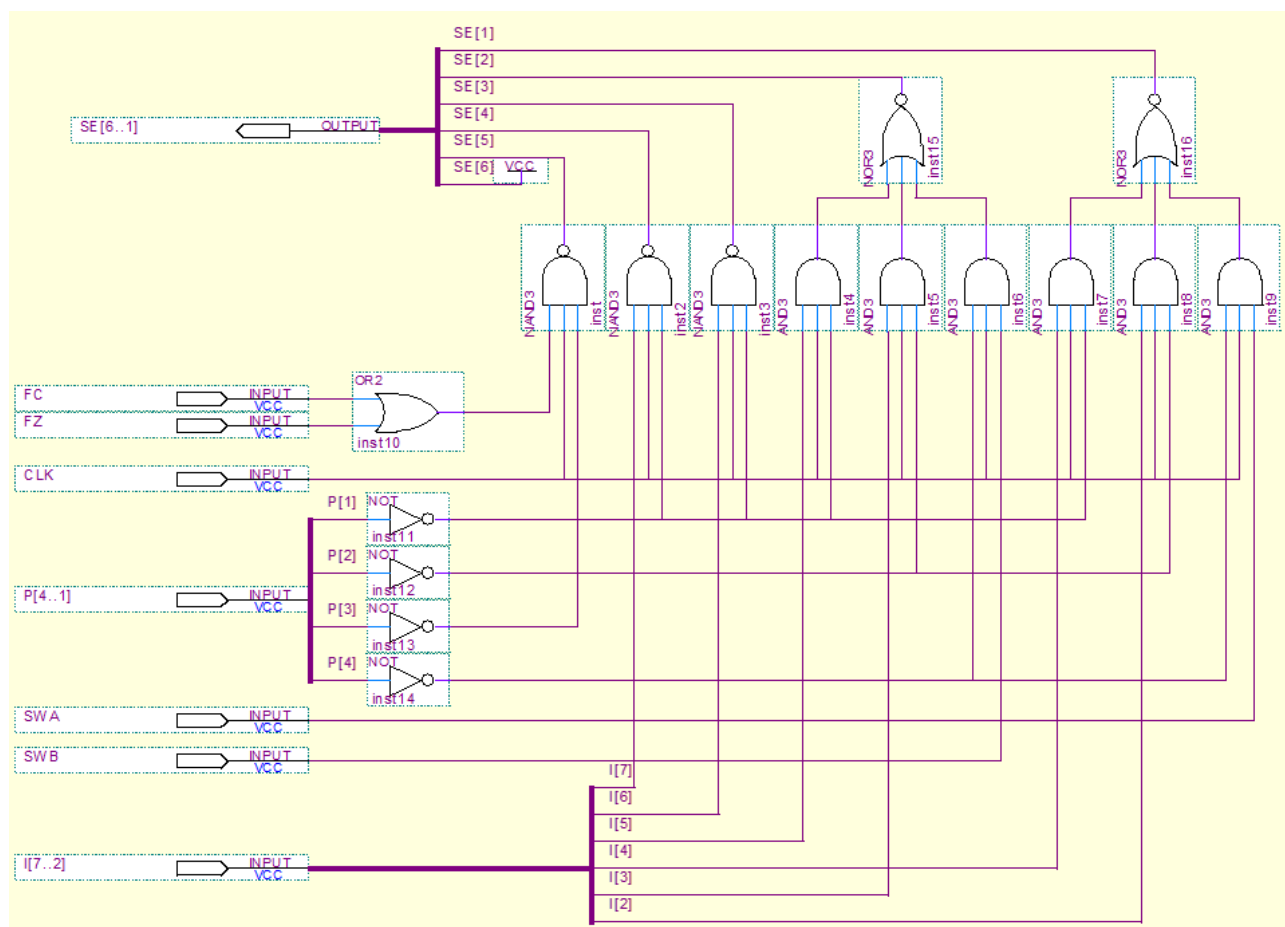 SE[1]
SE[2]
SE[3]
SE[4]
SE[5]
SE[6]
VCC
SE[6..1]
OUTPUT
NOR3
inst15
NOR3
inst16
NAND3
inst
NAND3
inst2
NAND3
inst3
AND3
inst4
AND3
inst5
AND3
inst6
AND3
inst7
AND3
inst8
AND3
inst9
FC
INPUT
VCC
FZ
INPUT
VCC
OR2
inst10
CLK
INPUT
VCC
P[1]
NOT
inst11
P[2]
NOT
inst12
P[4..1]
INPUT
VCC
P[3]
NOT
inst13
P[4]
NOT
inst14
SWA
INPUT
VCC
SWB
INPUT
VCC
I[7]
I[6]
I[5]
I[4]
I[3]
I[2]
I[7..2]
INPUT
VCC